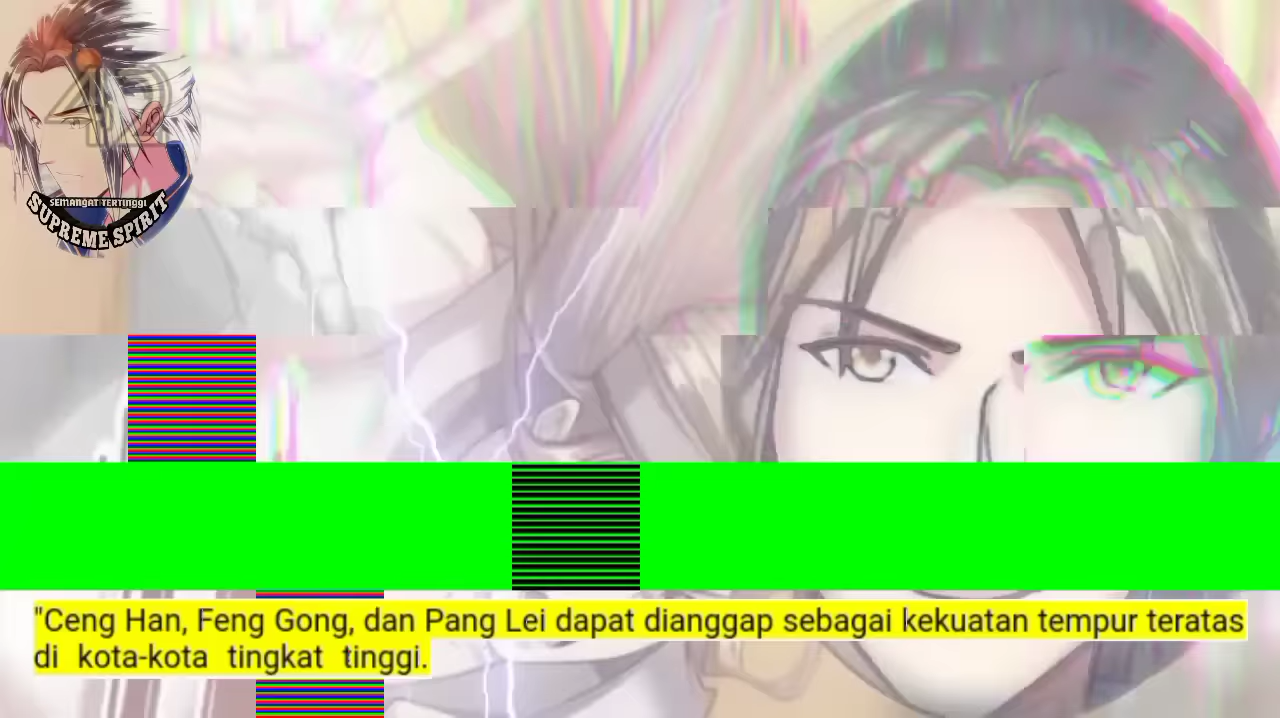 42
SEMANGAT TERTINGGI
SUPREME SPIRIT
"Ceng Han, Feng Gong, dan Pang Lei dapat dianggap sebagai kekuatan tempur teratas
di kota-kota tingkat tinggi.